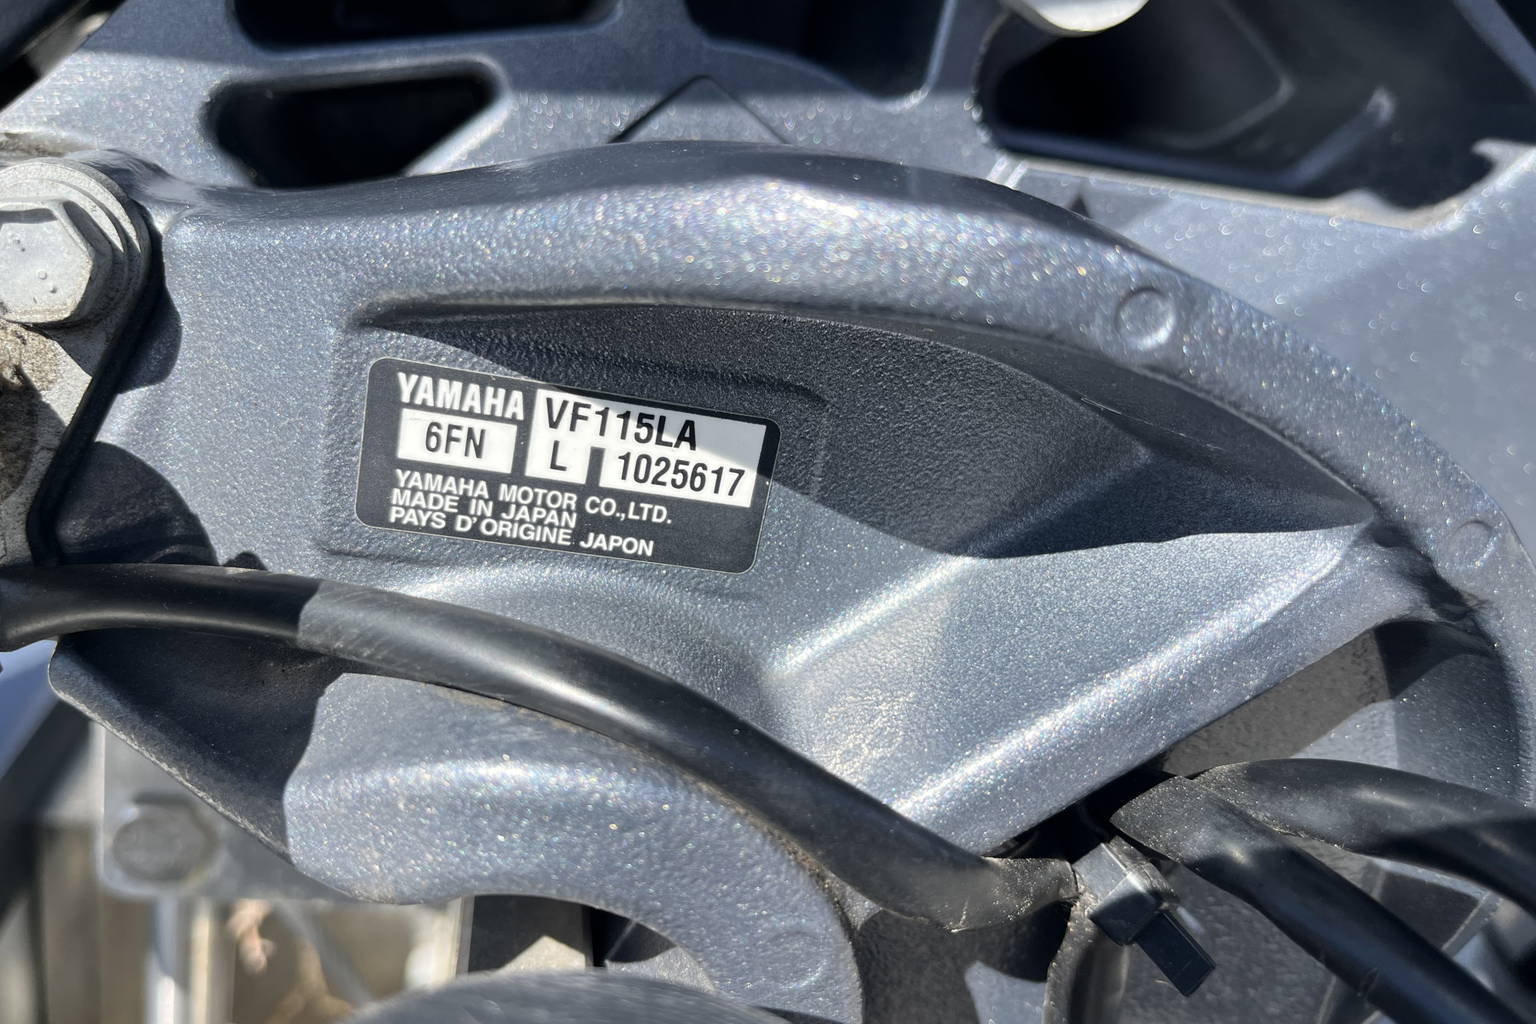 YAMAHA VF115LA
6FN L 1025617
YAMAHA MOTOR CO.,LTD.
MADE IN JAPAN
PAYS D'ORIGINE JAPON